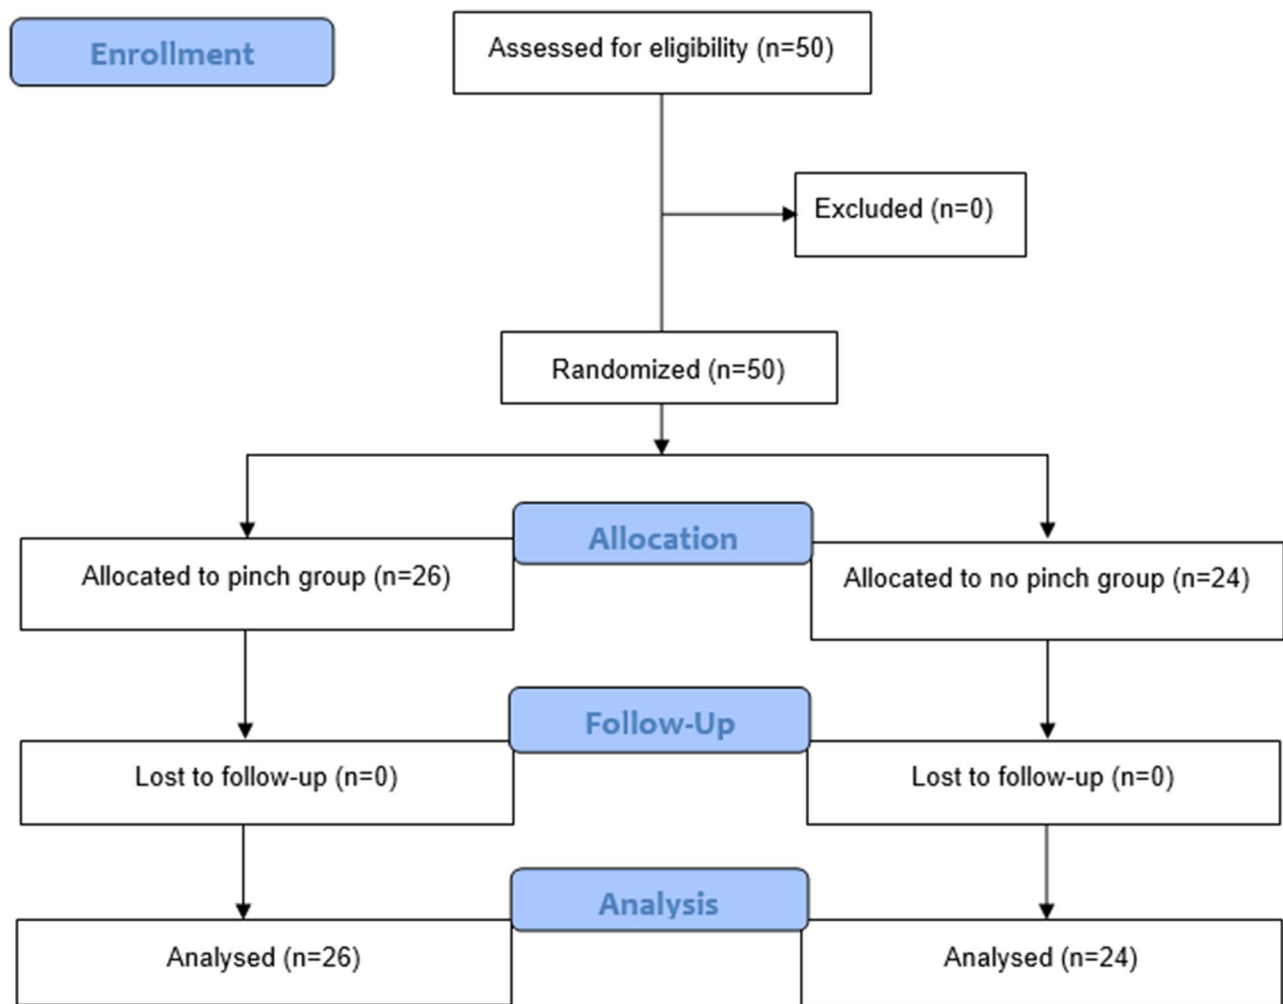 Enrollment
Assessed for eligibility (n=50)
Excluded (n=0)
Randomized (n=50)
Allocation
Allocated to pinch group (n=26)
Allocated to no pinch group (n=24)
Follow-Up
Lost to follow-up (n=0)
Lost to follow-up (n=0)
Analysis
Analysed (n=26)
Analysed (n=24)